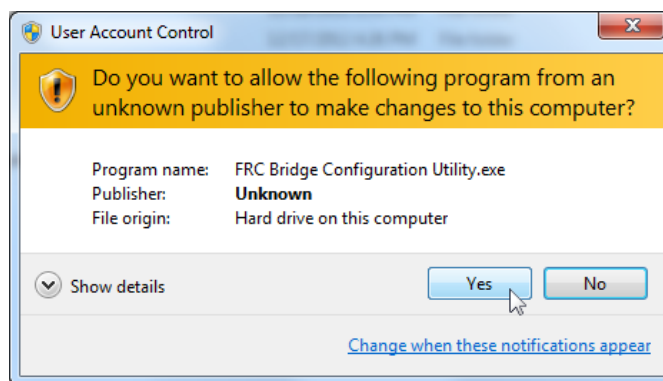 User Account Control
Do you want to allow the following program from an
unknown publisher to make changes to this computer?
Program name: FRC Bridge Configuration Utility.exe
Publisher: Unknown
File origin: Hard drive on this computer
Show details
Yes
No
Change when these notifications appear